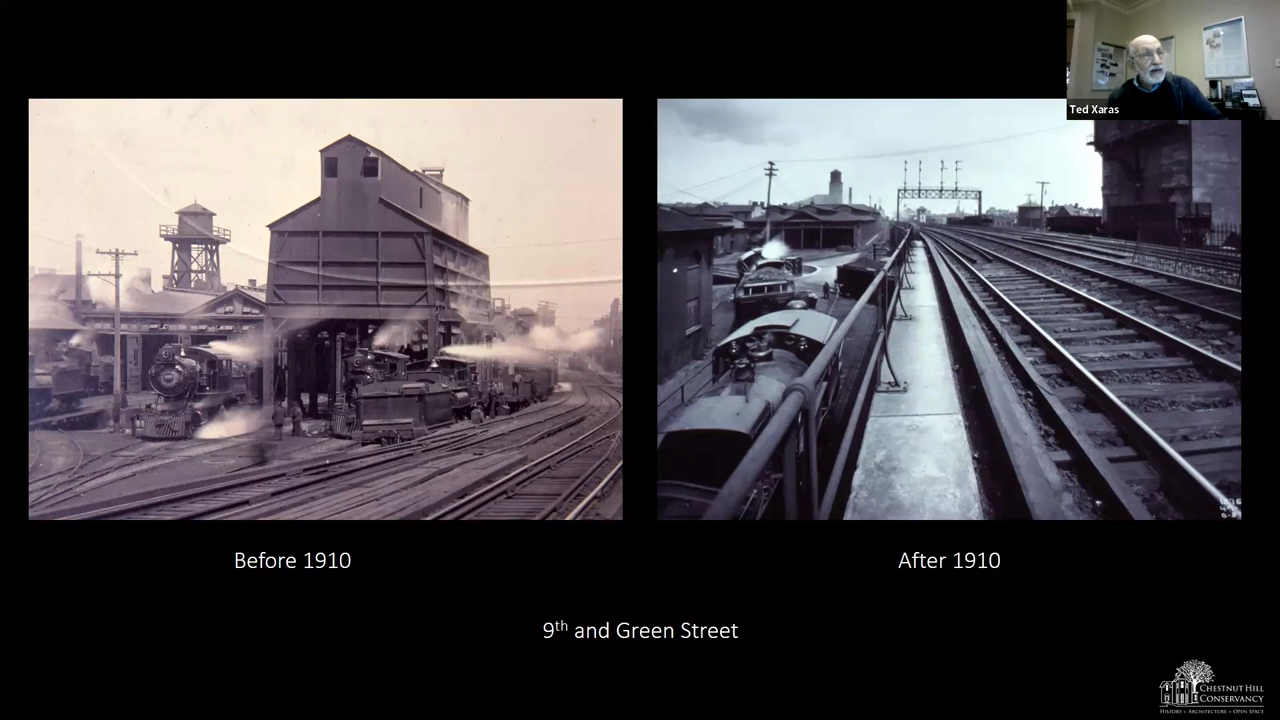 Ted Xaras
Before 1910
After 1910
9th and Green Street
CHESTNUT HILL
CONSERVANCY
HISTORY • ARCHITECTURE • OPEN SPACE